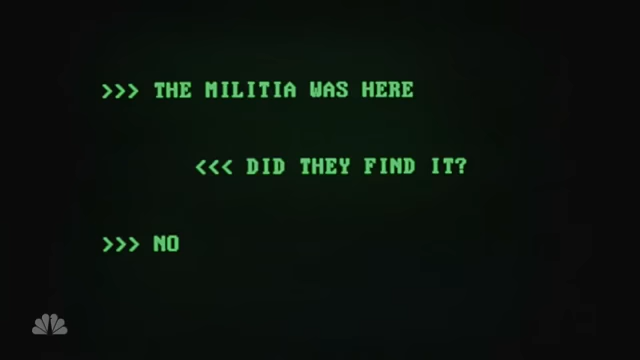 >>> THE MILITIA WAS HERE
<<< DID THEY FIND IT?
>>> NO